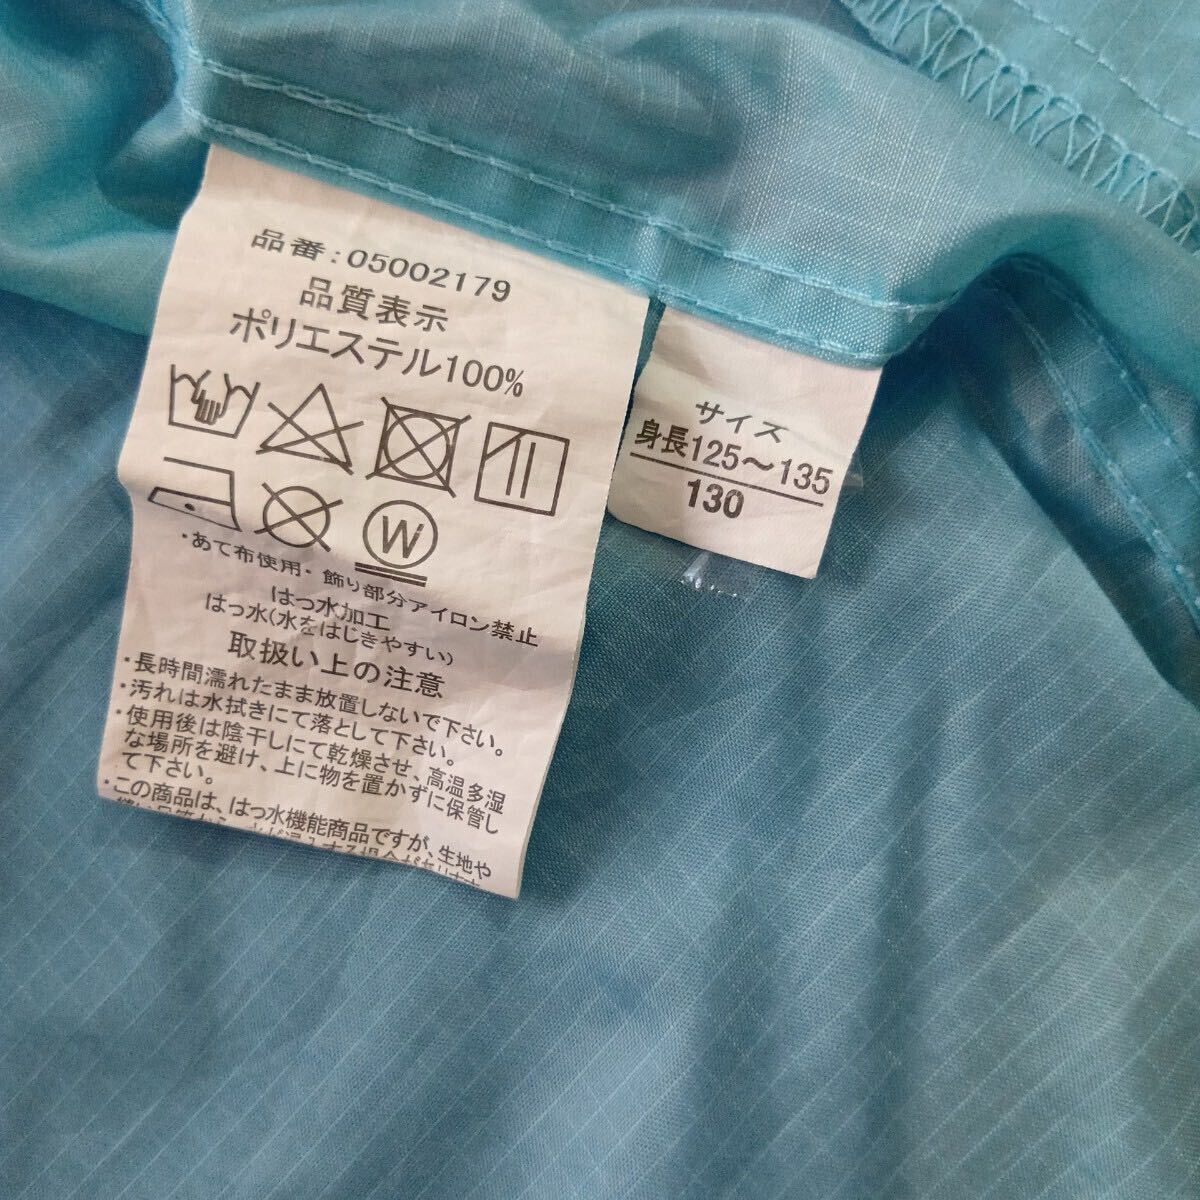 品番:05002179
品質表示
ポリエステル100%
W
・あて布使用・飾り部分アイロン禁止
はっ水加工
はっ水(水をはじきやすい)
取扱い上の注意
・長時間濡れたまま放置しないで下さい。
・汚れは水拭きにて落として下さい。
・使用後は陰干しにて乾燥させ、高温多湿
な場所を避け、上に物を置かずに保管し
て下さい。
・この商品は、はっ水機能商品ですが、生地や
サイズ
身長125～135
130